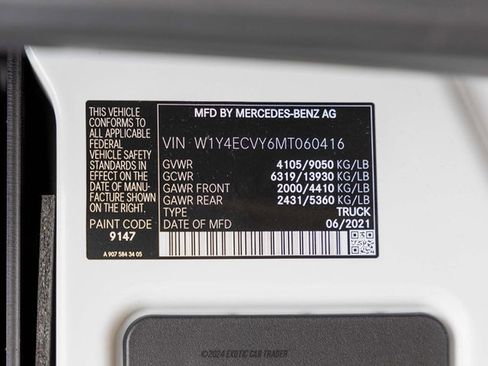 THIS VEHICLE
CONFORMS TO
ALL APPLICABLE
FEDERAL
VEHICLE SAFETY
STANDARDS IN
EFFECT ON THE
DATE OF MANU-
FACTURE SHOWN
ON THE RIGHT.
PAINT CODE
9147
A 907 584 34 05
MFD BY MERCEDES-BENZ AG
VIN W1Y4ECVY6MT060416
GVWR 4105/9050 KG/LB
GCWR 6319/13930 KG/LB
GAWR FRONT 2000/4410 KG/LB
GAWR REAR 2431/5360 KG/LB
TYPE TRUCK
DATE OF MFD 06/2021
©2024 EXOTIC CAR TRADER